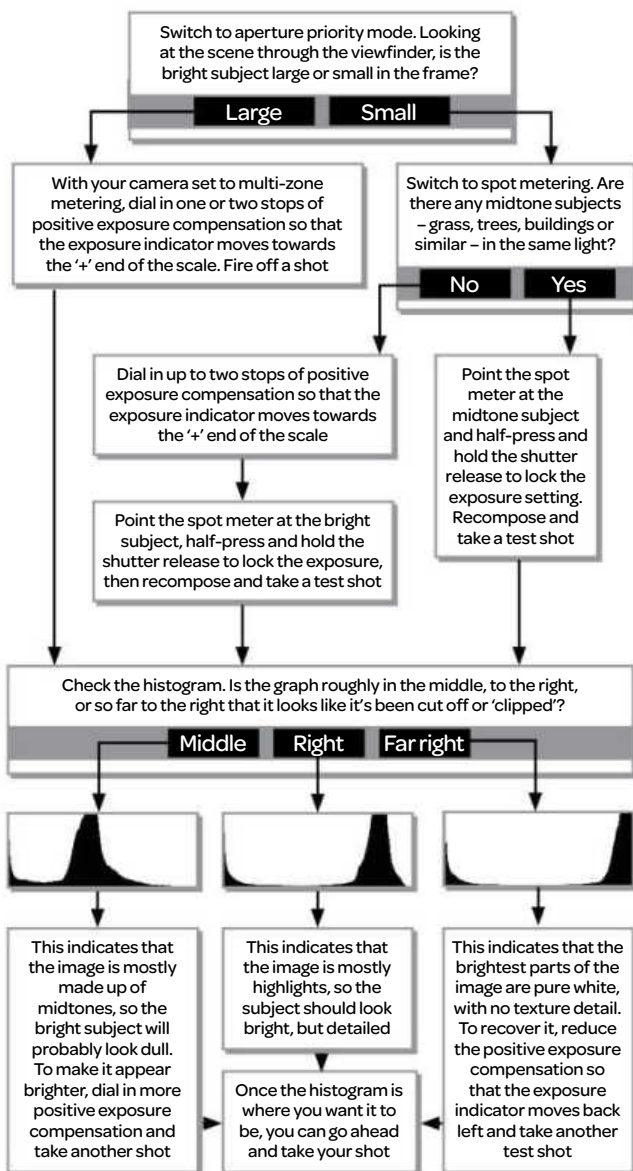 Switch to aperture priority mode. Looking
at the scene through the viewfinder, is the
bright subject large or small in the frame?
Large
Small
With your camera set to multi-zone
metering, dial in one or two stops of
positive exposure compensation so that
the exposure indicator moves towards
the ‘+’ end of the scale. Fire off a shot
Switch to spot metering. Are
there any midtone subjects
– grass, trees, buildings or
similar – in the same light?
No
Yes
Dial in up to two stops of positive
exposure compensation so that the
exposure indicator moves towards
the ‘+’ end of the scale
Point the spot meter at the bright
subject, half-press and hold the
shutter release to lock the exposure,
then recompose and take a test shot
Point the spot
meter at the
midtone subject
and half-press and
hold the shutter
release to lock the
exposure setting.
Recompose and
take a test shot
Check the histogram. Is the graph roughly in the middle, to the right,
or so far to the right that it looks like it’s been cut off or ‘clipped’?
Middle
Right
Far right
This indicates that
the image is mostly
made up of
midtones, so the
bright subject will
probably look dull.
To make it appear
brighter, dial in more
positive exposure
compensation and
take another shot
This indicates that
the image is mostly
highlights, so the
subject should look
bright, but detailed
Once the histogram is
where you want it to
be, you can go ahead
and take your shot
This indicates that the
brightest parts of the
image are pure white,
with no texture detail.
To recover it, reduce
the positive exposure
compensation so
that the exposure
indicator moves back
left and take another
test shot